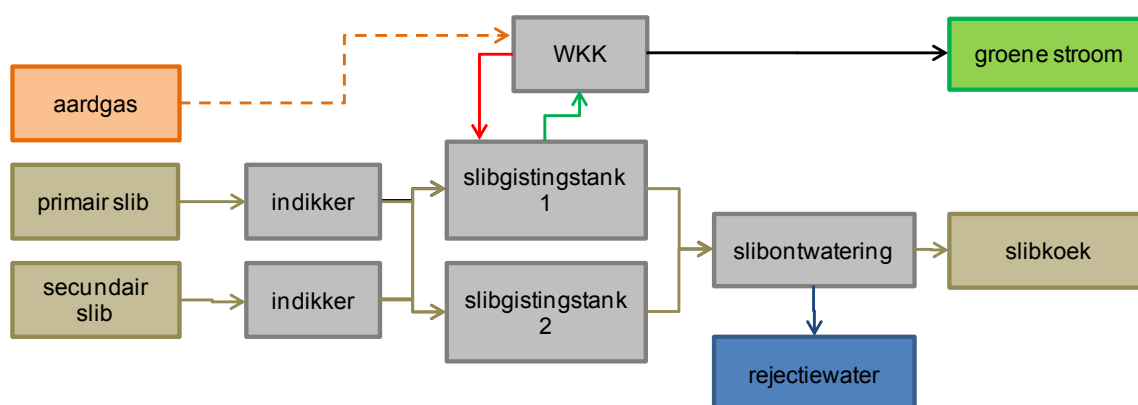 WKK
groene stroom
aardgas
primair slib
indikker
slibgistingstank
1
slibontwatering
slibkoek
secundair
slib
indikker
slibgistingstank
2
rejectiewater